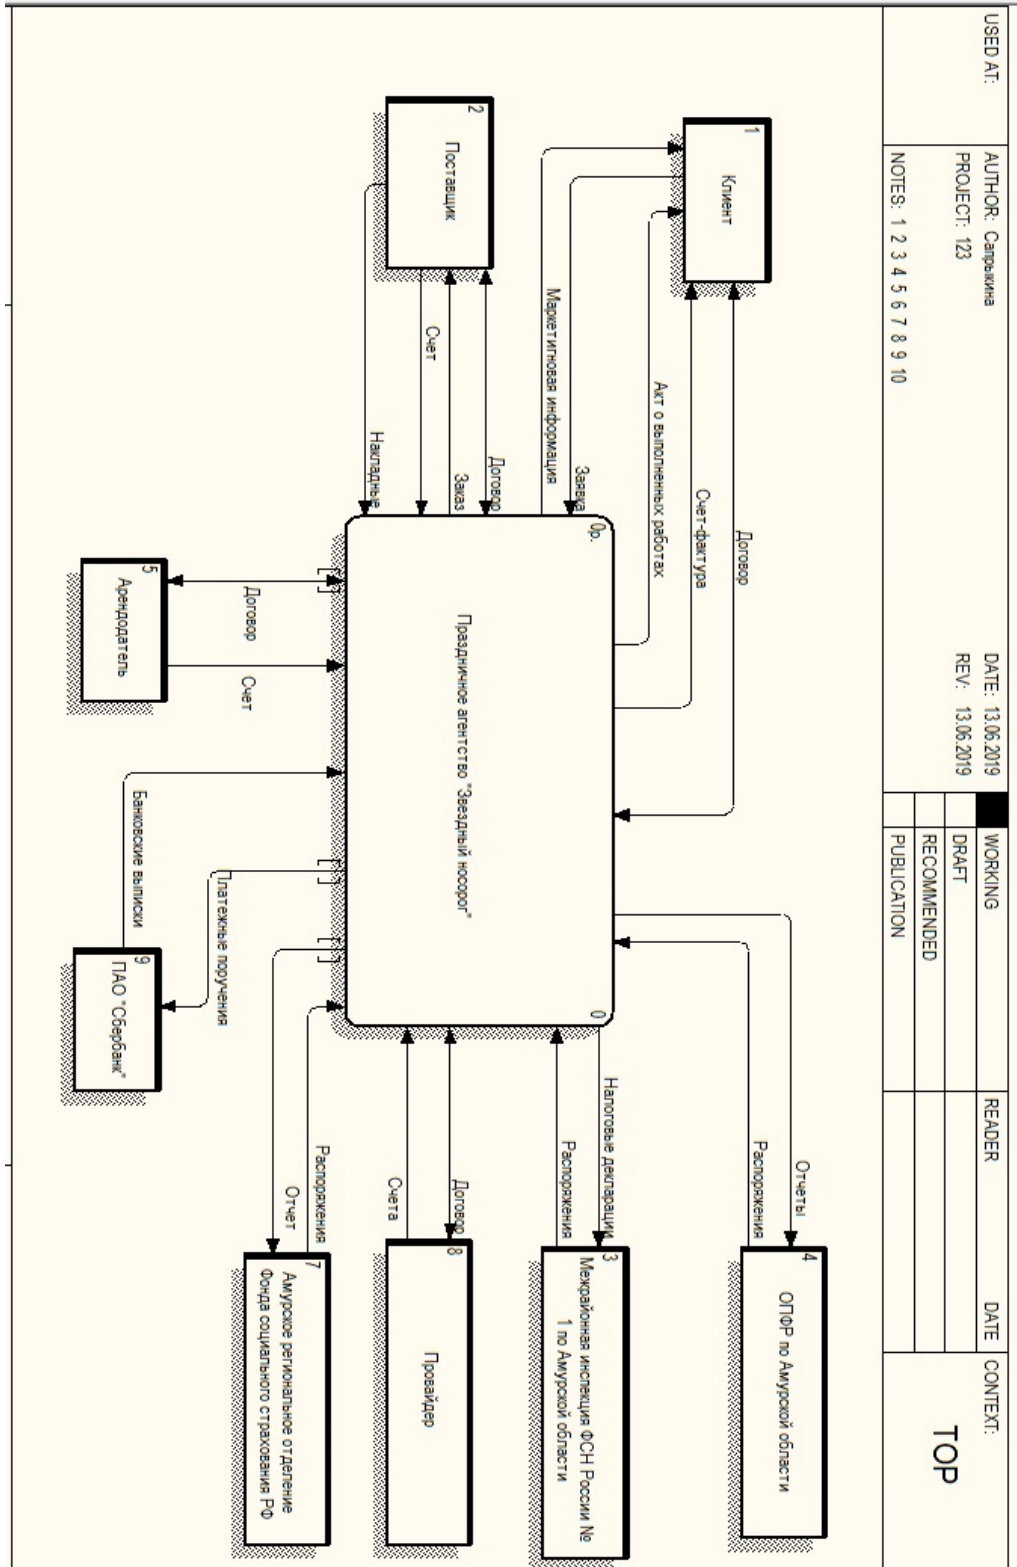 USED AT:
AUTHOR: Сапрыкина
DATE: 13.06.2019
PROJECT: 123
REV: 13.06.2019
NOTES: 1 2 3 4 5 6 7 8 9 10
WORKING
DRAFT
RECOMMENDED
PUBLICATION
READER
DATE
CONTEXT:
TOP
1
Клиент
Договор
Счет-фактура
Акт о выполненных работах
Заявка
Маркетигновая информация
2
Поставщик
Договор
Заказ
Счет
Накладные
0р.
Праздничное агентство "Звездный носорог"
0
Отчеты
Распоряжения
4
ОПФР по Амурской области
Налоговые декларации
Распоряжения
3
Межрайонная инспекция ФСН России №
1 по Амурской области
Договор
Счета
8
Провайдер
Распоряжения
Отчет
7
Амурское региональное отделение
Фонда социального страхования РФ
Договор
Счет
5
Арендодатель
Банковские выписки
Платежные поручения
9
ПАО "Сбербанк"